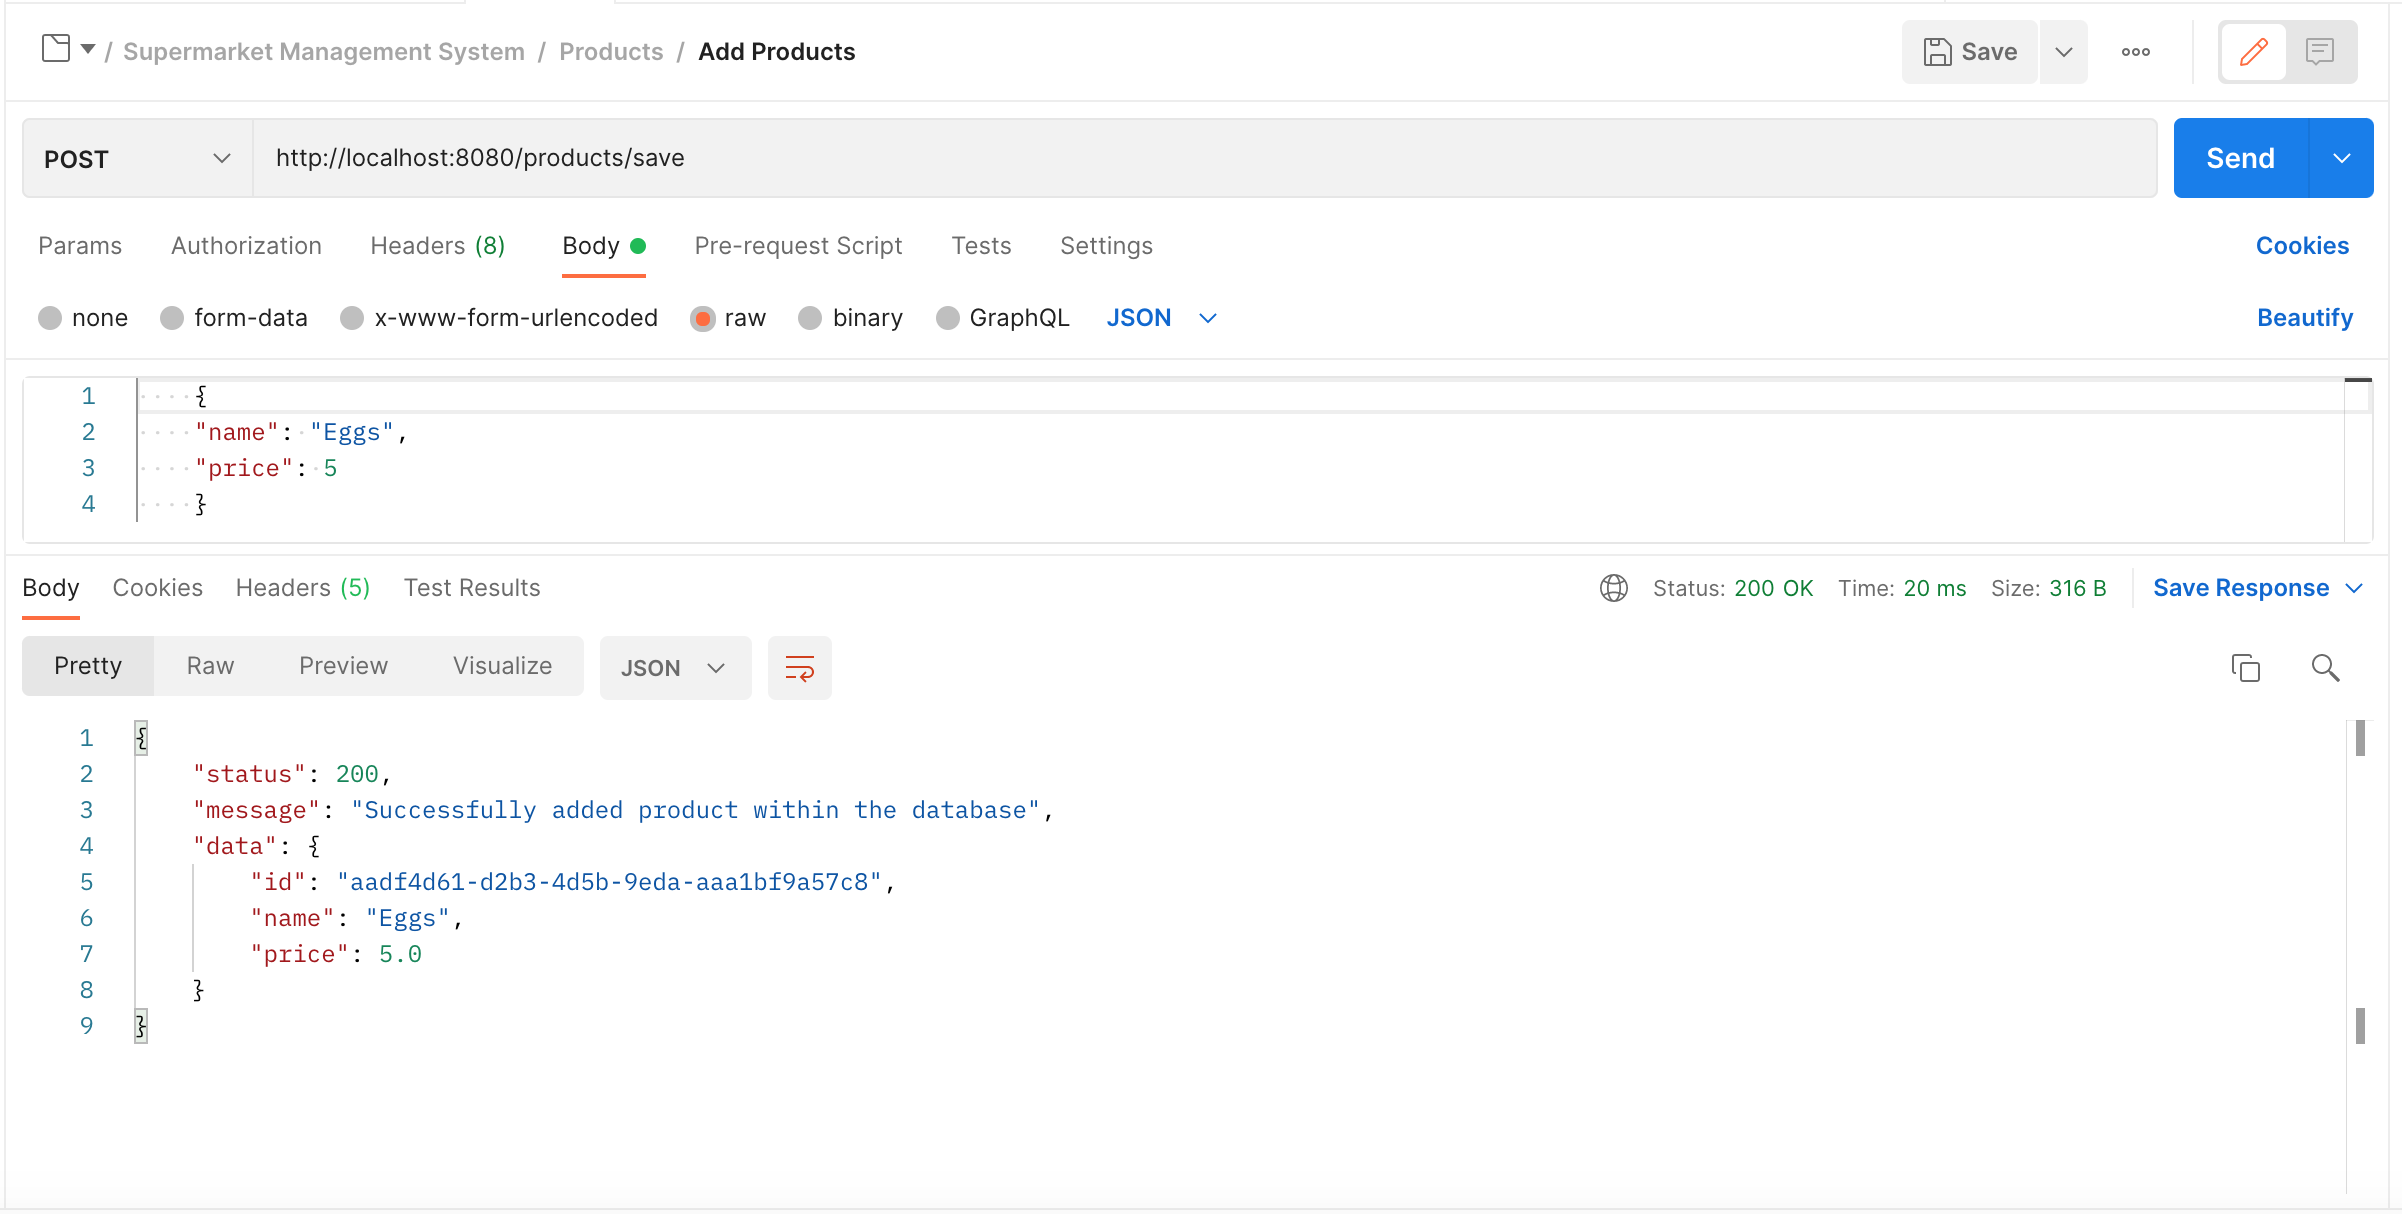 / Supermarket Management System / Products / Add Products Save
POST http://localhost:8080/products/save Send
Params Authorization Headers (8) Body Pre-request Script Tests Settings Cookies
none form-data x-www-form-urlencoded raw binary GraphQL JSON Beautify
1 {
2 "name": "Eggs",
3 "price": 5
4 }
Body Cookies Headers (5) Test Results Status: 200 OK Time: 20 ms Size: 316 B Save Response
Pretty Raw Preview Visualize JSON
1 {
2 "status": 200,
3 "message": "Successfully added product within the database",
4 "data": {
5 "id": "aadf4d61-d2b3-4d5b-9eda-aaa1bf9a57c8",
6 "name": "Eggs",
7 "price": 5.0
8 }
9 }